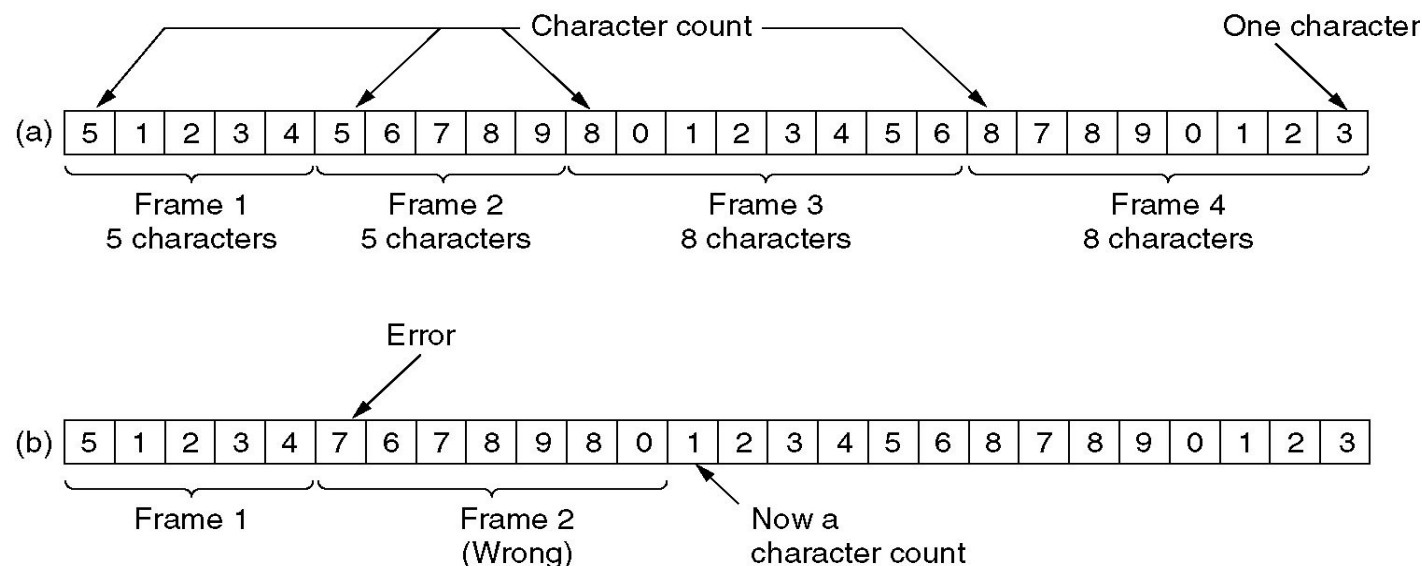 Character count One character
(a) 5 1 2 3 4 5 6 7 8 9 8 0 1 2 3 4 5 6 8 7 8 9 0 1 2 3
Frame 1 Frame 2 Frame 3 Frame 4
5 characters 5 characters 8 characters 8 characters
Error
(b) 5 1 2 3 4 7 6 7 8 9 8 0 1 2 3 4 5 6 8 7 8 9 0 1 2 3
Frame 1 Frame 2 Now a
(Wrong) character count